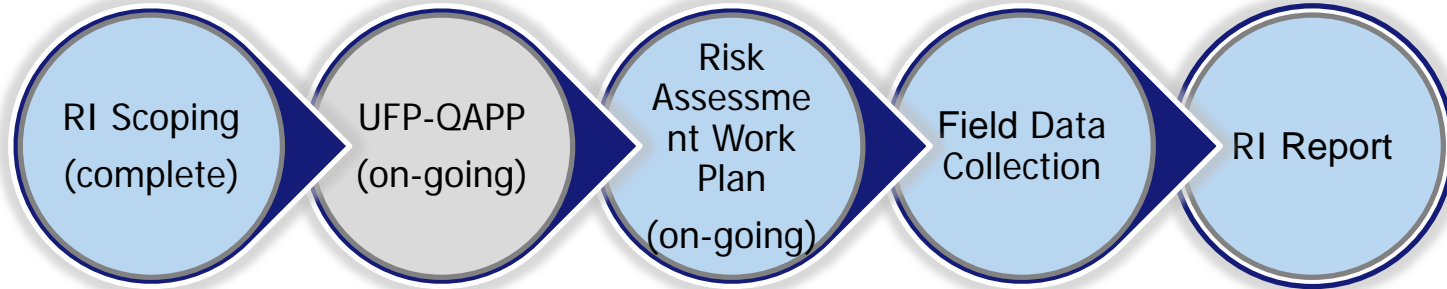 RI Scoping
(complete)
UFP-QAPP
(on-going)
Risk
Assessme
nt Work
Plan
(on-going)
Field Data
Collection
RI Report